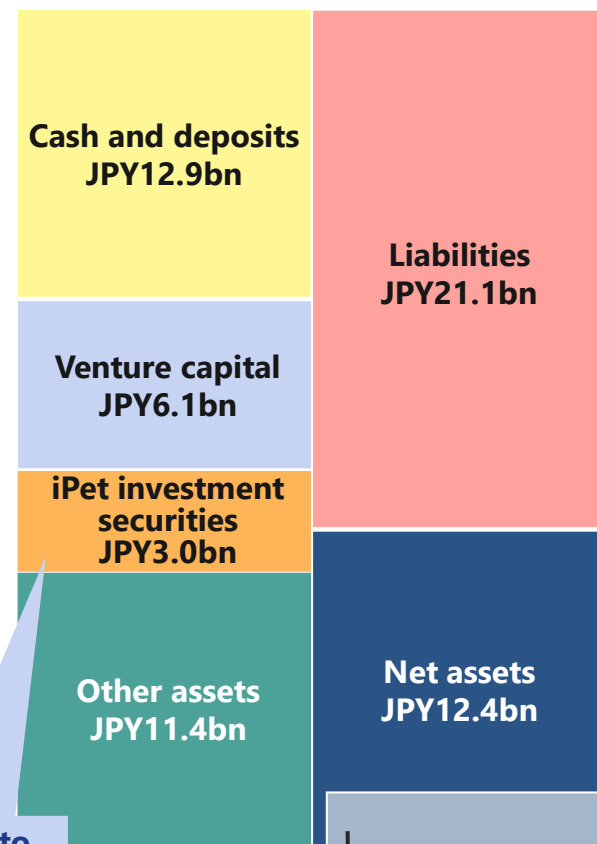 Cash and deposits
JPY12.9bn
Venture capital
JPY6.1bn
iPet investment
securities
JPY3.0bn
Other assets
JPY11.4bn
Liabilities
JPY21.1bn
Net assets
JPY12.4bn